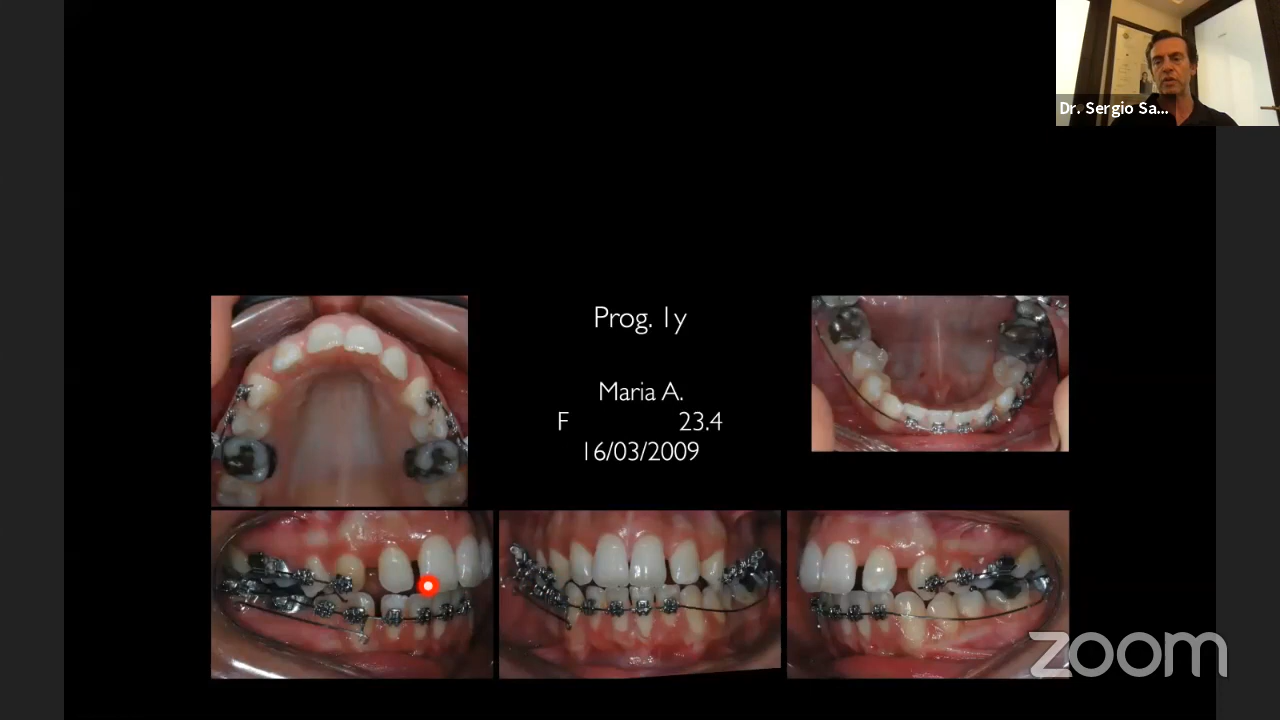 Dr. Sergio Sa...
Prog. 1y
Maria A.
F 23.4
16/03/2009
zoom